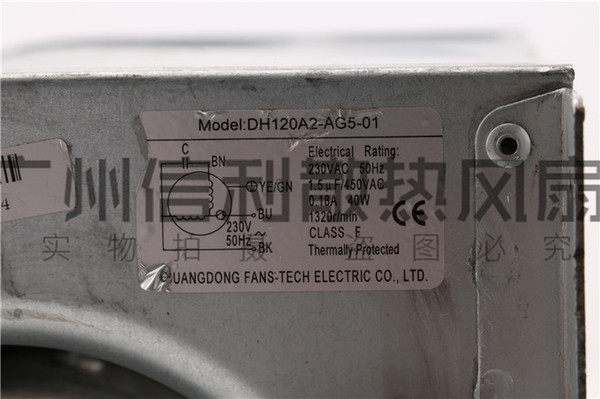 Model:DH120A2-AG5-01
C
BN
Electrical Rating:
230VAC 50Hz
1.5μF/450VAC
0.18A 40W
1320r/min
CLASS F
Thermally Protected
YE/GN
BU
230V
50Hz
BK
CE
GUANGDONG FANS-TECH ELECTRIC CO., LTD.
4
广州信利散热风扇
实物拍摄 盗图必究